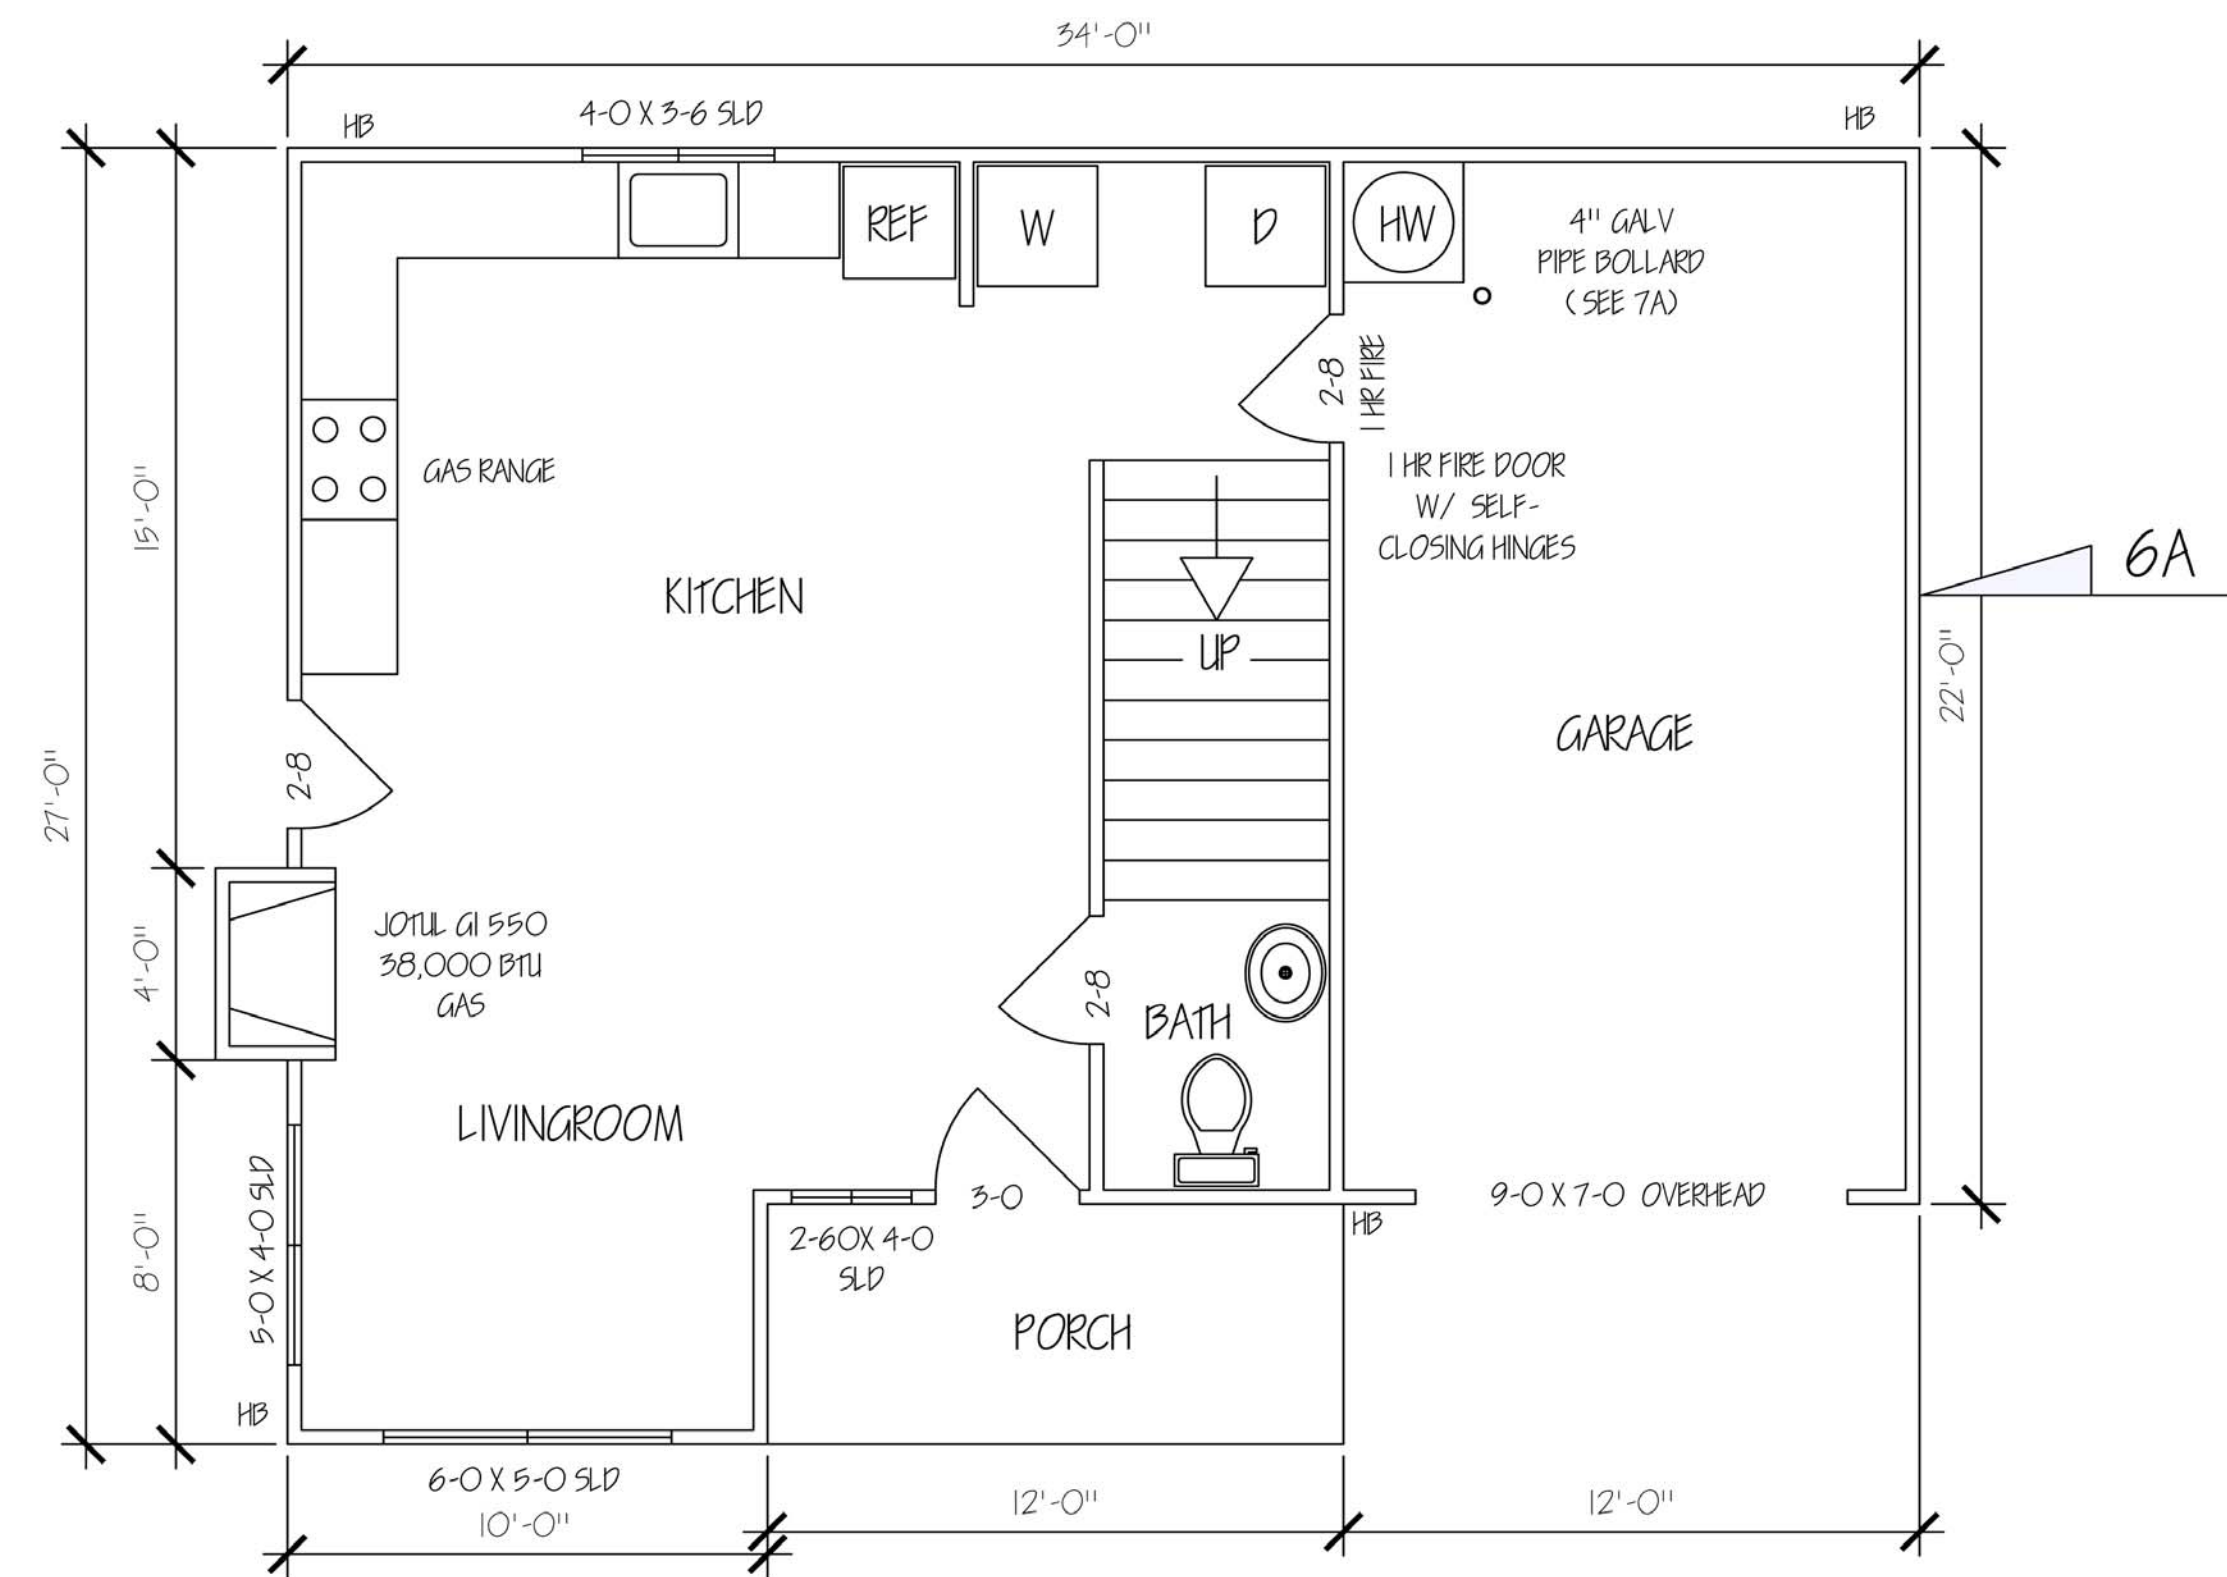 34'-0"
HB
4-0 X 3-6 SLD
HB
REF
W
D
HW
4" GALV
PIPE BOLLARD
(SEE 7A)
2-8
1 HR FIRE
GAS RANGE
1 HR FIRE DOOR
W/ SELF-
CLOSING HINGES
15'-0"
6A
KITCHEN
UP
22'-0"
GARAGE
27'-0"
2-8
JOTUL GI 550
38,000 BTU
GAS
4'-0"
2-8
BATH
LIVINGROOM
3-0
9-0 X 7-0 OVERHEAD
HB
2-60X 4-0
SLD
5-0 X 4-0 SLD
8'-0"
PORCH
HB
6-0 X 5-0 SLD
10'-0"
12'-0"
12'-0"